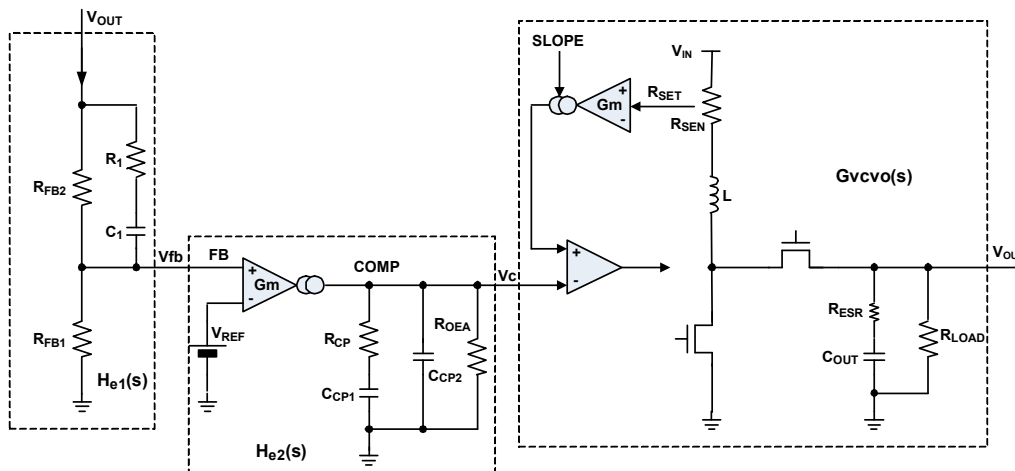 VOUT
R1
RFB2
C1
Vfb
RFB1
He1(s)
FB
Gm
+
-
VREF
COMP
Vc
RCP
CCP1
CCP2
ROEA
He2(s)
SLOPE
VIN
Gm
+
-
RSET
RSEN
L
Gvcvo(s)
+
-
VOU
RESR
COUT
RLOAD